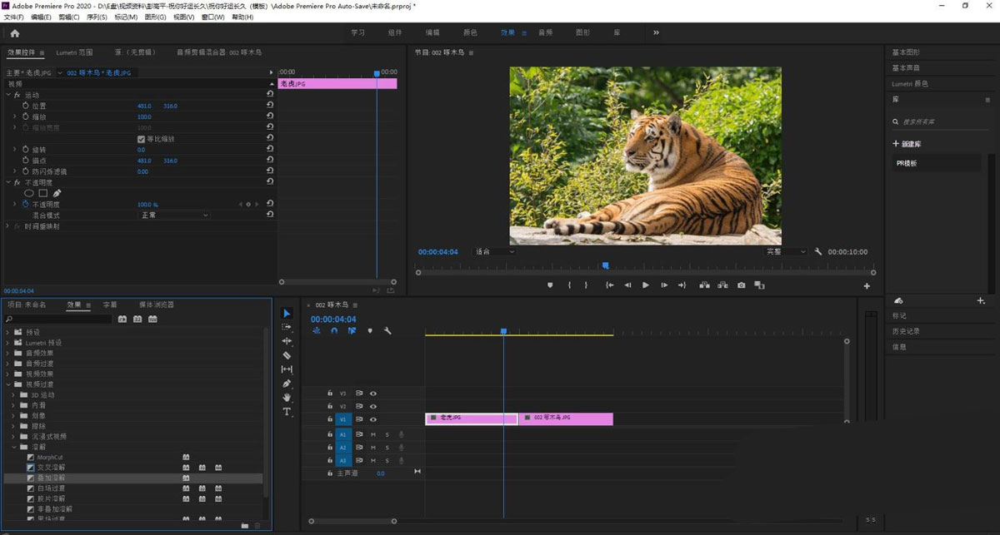 Adobe Premiere Pro 2020 - D:\E盘\视频资料\彭高平-祝你好运长久\祝你好运长久（模板）\Adobe Premiere Pro Auto-Save\未命名.prproj *
文件(F) 编辑(E) 剪辑(C) 序列(S) 标记(M) 图形(G) 视图(V) 窗口(W) 帮助(H)
学习 组件 编辑 颜色 效果 音频 图形 库
效果控件 Lumetri 范围 源:（无剪辑） 音频剪辑混合器: 002 啄木鸟
主要 * 老虎.JPG 002 啄木鸟 * 老虎.JPG
:00:00 00:00
视频 老虎.JPG
fx 运动
位置 481.0 316.0
缩放 100.0
缩放宽度 100.0
等比缩放
旋转 0.0
锚点 481.0 316.0
防闪烁滤镜 0.00
fx 不透明度
不透明度 100.0 %
混合模式 正常
fx 时间重映射
00:00:04:04
节目: 002 啄木鸟
00:00:04:04 适合 完整 00:00:10:00
基本图形
基本声音
Lumetri 颜色
库
搜索所有库
新建库
PR模板
标记
历史记录
信息
项目: 未命名 效果 字幕 媒体浏览器
预设
Lumetri 预设
音频效果
音频过渡
视频效果
视频过渡
3D 运动
内滑
划像
擦除
沉浸式视频
溶解
MorphCut
交叉溶解
叠加溶解
白场过渡
胶片溶解
非叠加溶解
黑场过渡
002 啄木鸟
00:00:04:04
V3
V2
V1 老虎.JPG 002 啄木鸟.JPG
A1 M S
A2 M S
A3 M S
主声道 0.0
S S